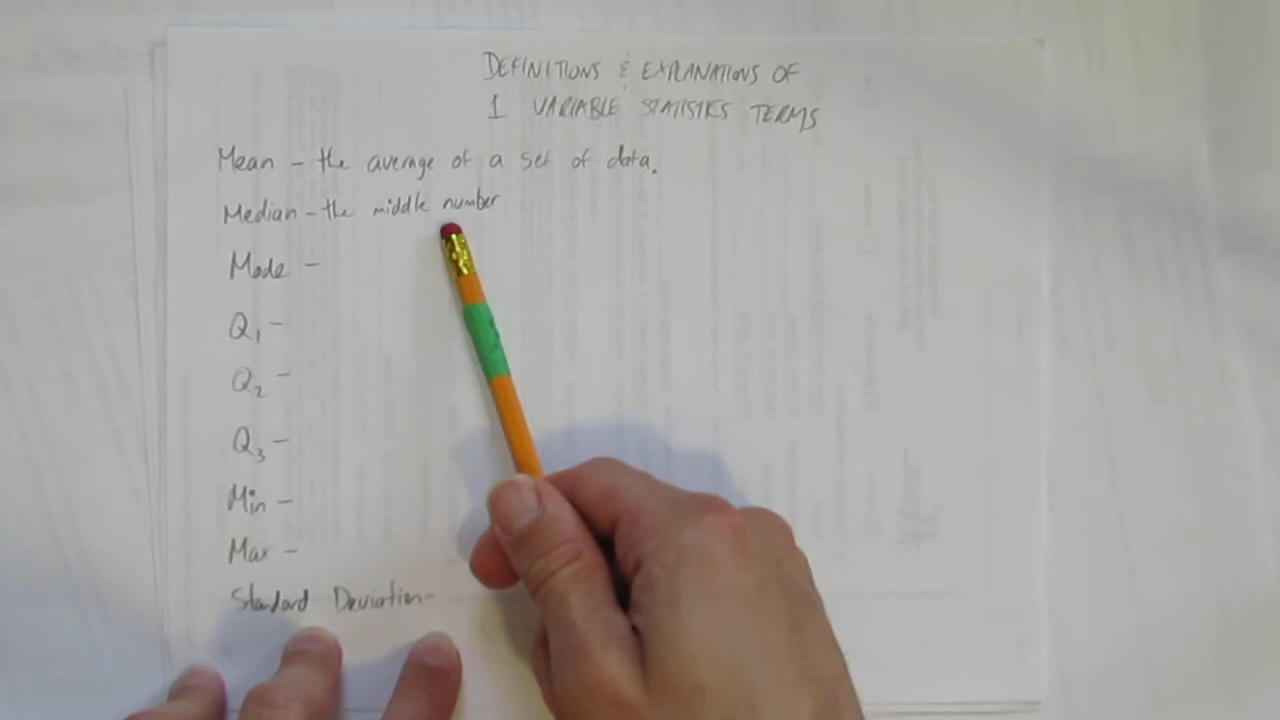 DEFINITIONS & EXPLANATIONS OF
1 VARIABLE STATISTICS TERMS
Mean - the average of a set of data.
Median - the middle number
Mode -
Q1 -
Q2 -
Q3 -
Min -
Max -
Standard Deviation -